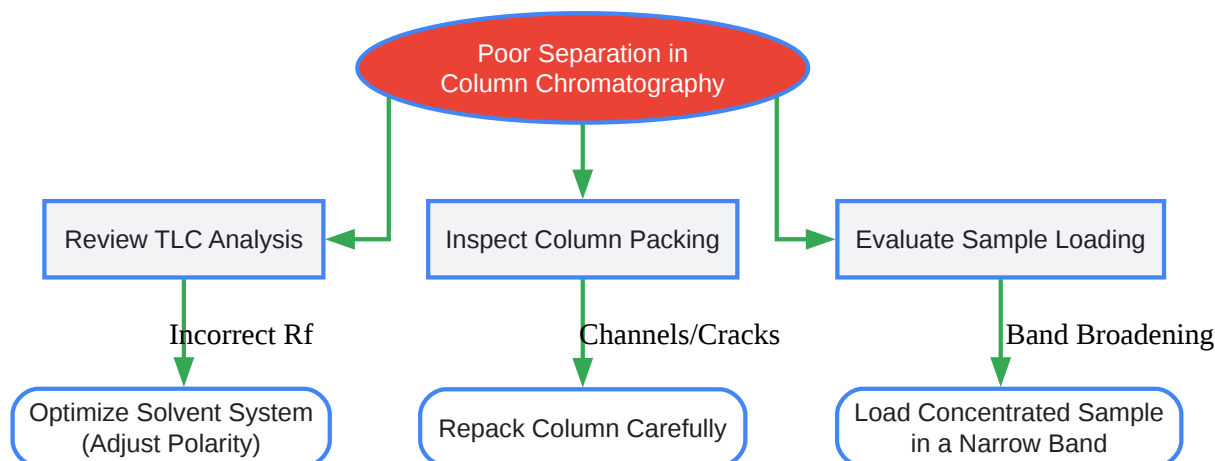 Poor Separation in
Column Chromatography
Review TLC Analysis
Inspect Column Packing
Evaluate Sample Loading
Incorrect Rf
Channels/Cracks
Band Broadening
Optimize Solvent System
(Adjust Polarity)
Repack Column Carefully
Load Concentrated Sample
in a Narrow Band